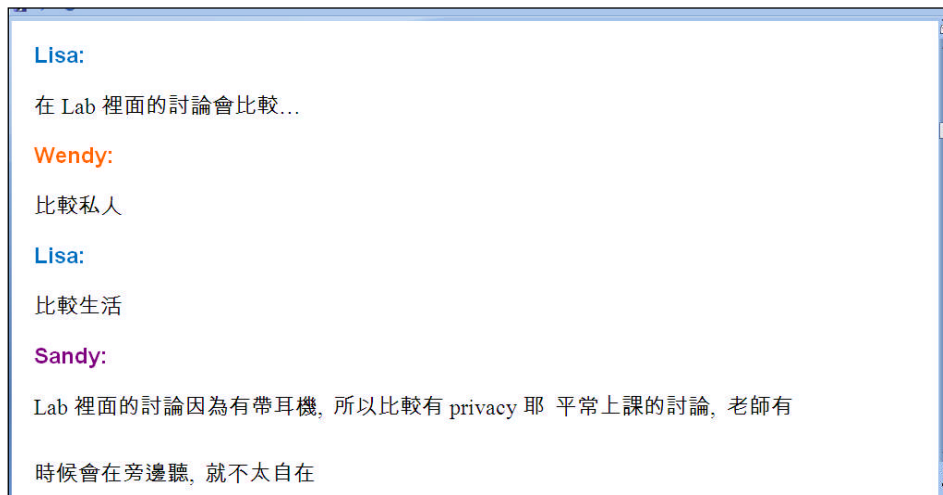 Lisa:
在 Lab 裡面的討論會比較…
Wendy:
比較私人
Lisa:
比較生活
Sandy:
Lab 裡面的討論因為有帶耳機, 所以比較有 privacy 耶 平常上課的討論, 老師有
時候會在旁邊聽, 就不太自在